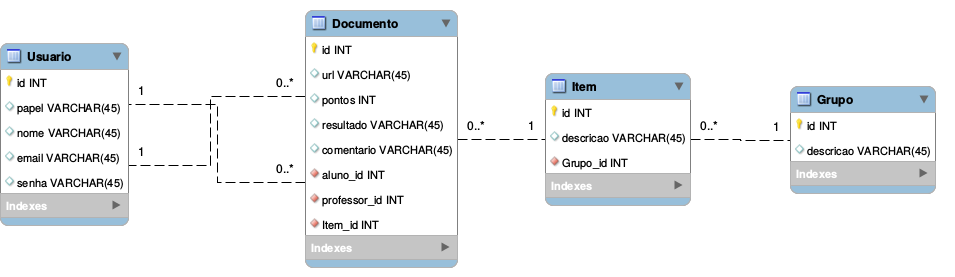 Usuario
id INT
papel VARCHAR(45)
nome VARCHAR(45)
email VARCHAR(45)
senha VARCHAR(45)
Indexes
1
1
0..*
0..*
Documento
id INT
url VARCHAR(45)
pontos INT
resultado VARCHAR(45)
comentario VARCHAR(45)
aluno_id INT
professor_id INT
Item_id INT
Indexes
0..*
1
Item
id INT
descricao VARCHAR(45)
Grupo_id INT
Indexes
0..*
1
Grupo
id INT
descricao VARCHAR(45)
Indexes